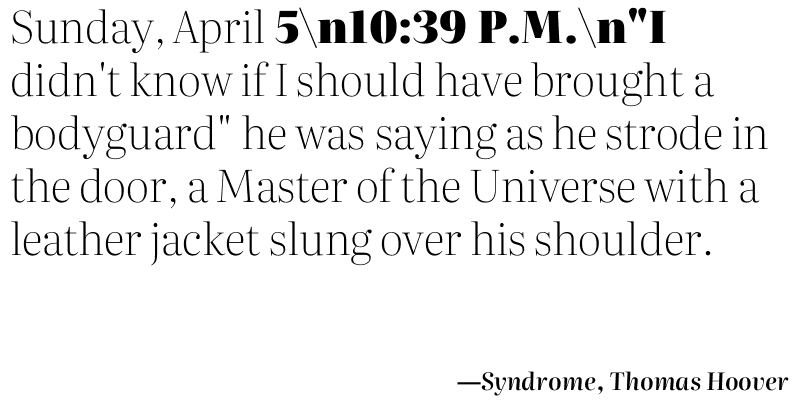 Sunday, April 5\n10:39 P.M.\n"I
didn't know if I should have brought a
bodyguard" he was saying as he strode in
the door, a Master of the Universe with a
leather jacket slung over his shoulder.
—Syndrome, Thomas Hoover